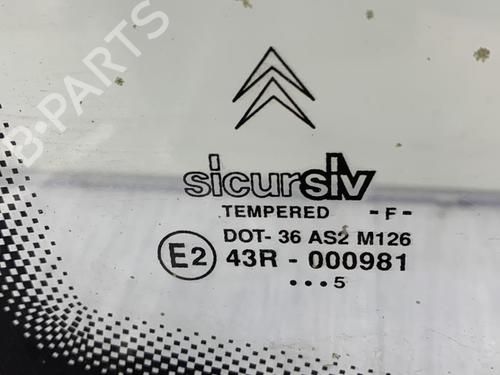 B-PARTS
sicursiv
TEMPERED -F-
DOT- 36 AS2 M126
E2 43R - 000981
•••5